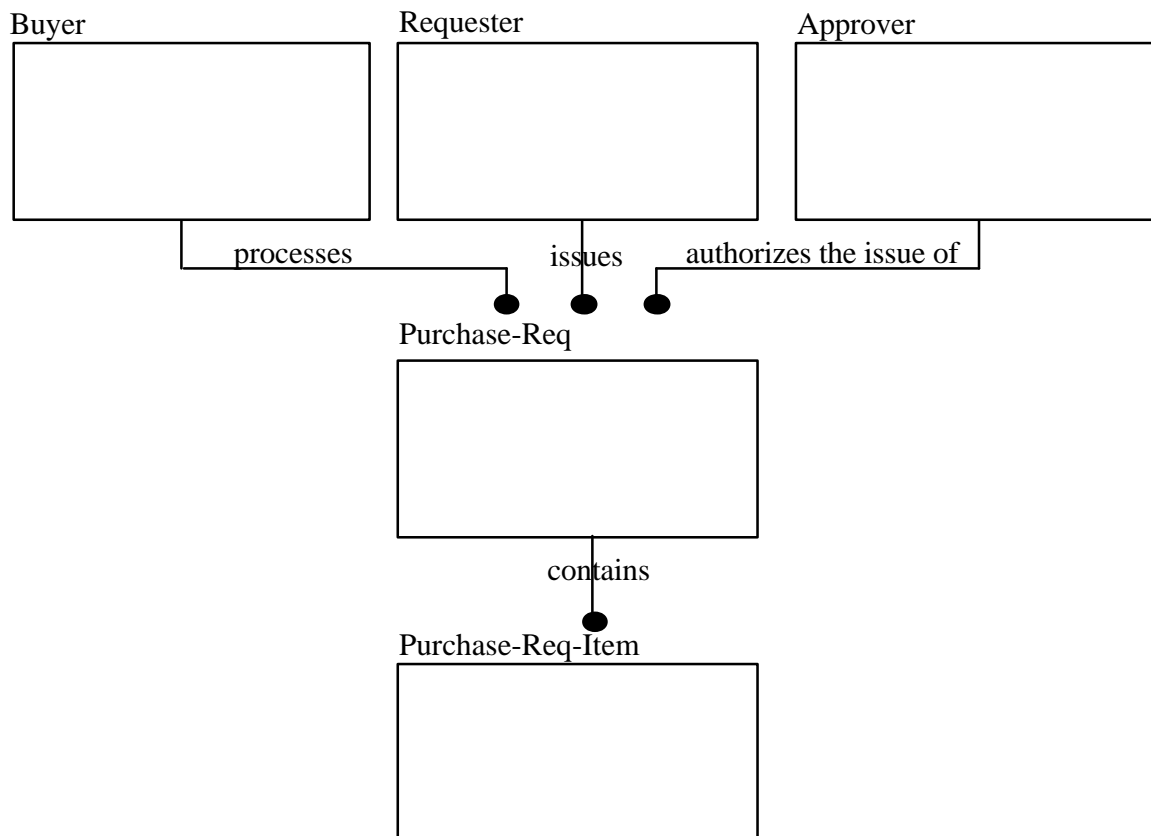 Buyer
Requester
Approver
processes
issues
authorizes the issue of
Purchase-Req
contains
Purchase-Req-Item